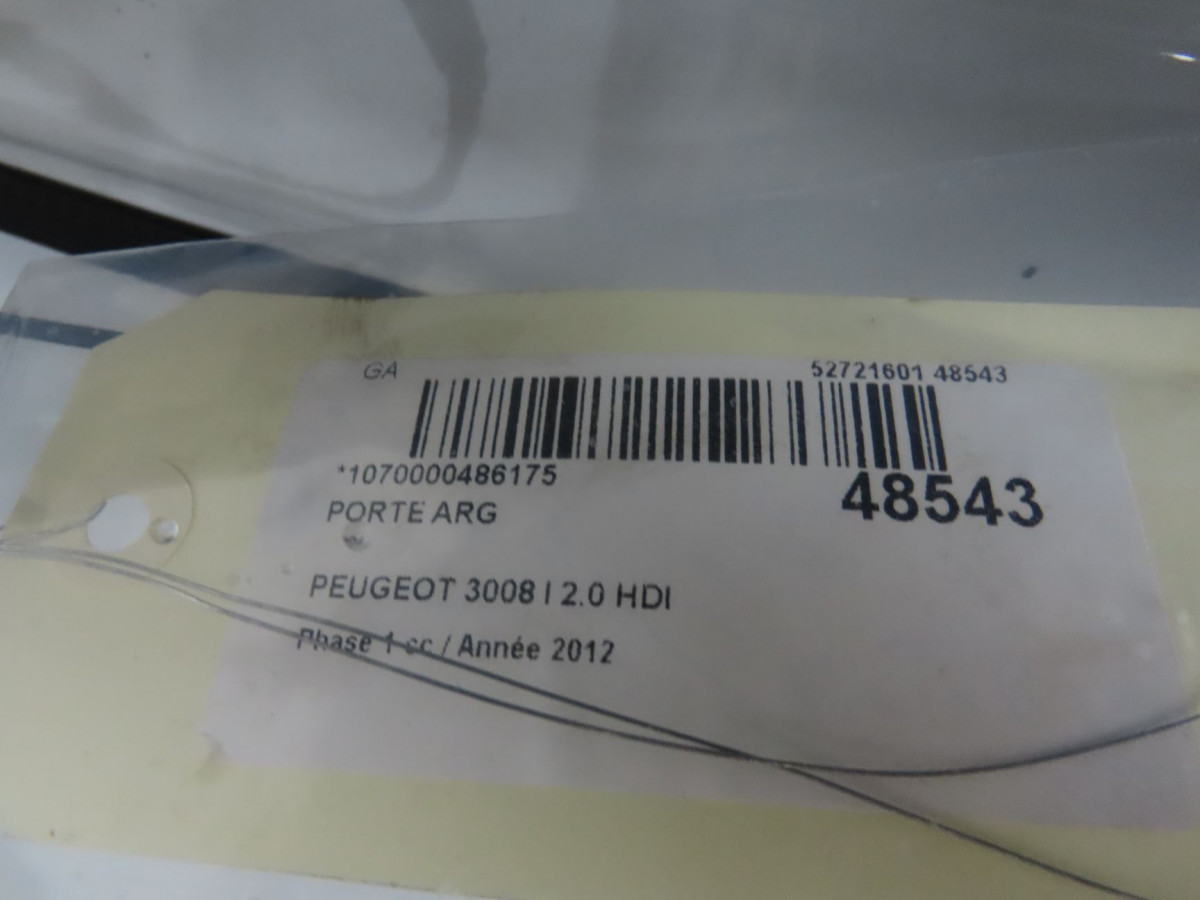 GA 52721601 48543
*1070000486175
48543
PORTE ARG
PEUGEOT 3008 I 2.0 HDI
Phase 1 cc / Année 2012